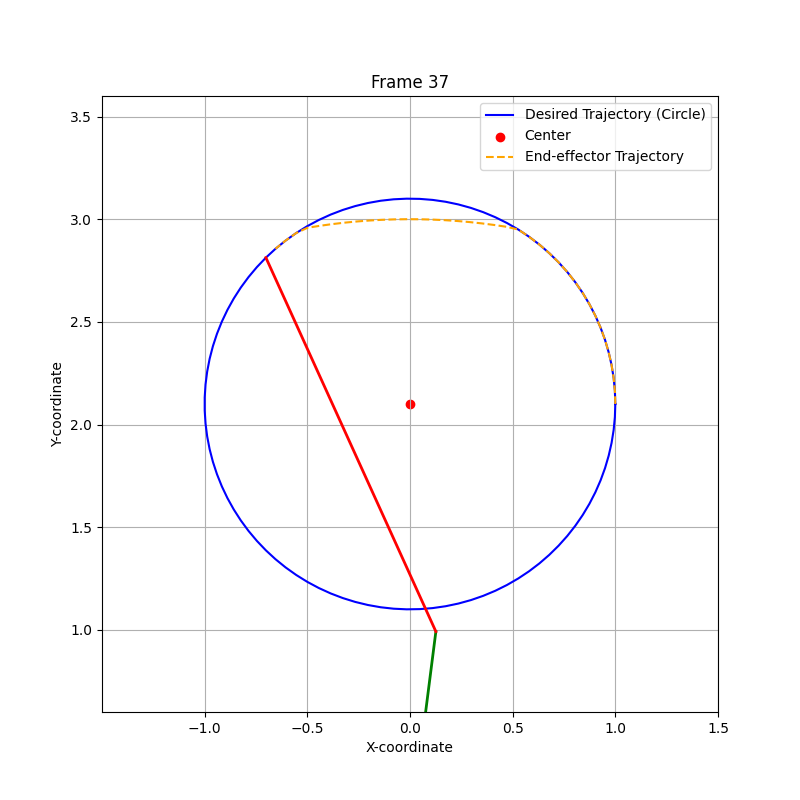 Frame 37
Desired Trajectory (Circle)
Center
End-effector Trajectory
Y-coordinate
3.5
3.0
2.5
2.0
1.5
1.0
−1.0 −0.5 0.0 0.5 1.0 1.5
X-coordinate